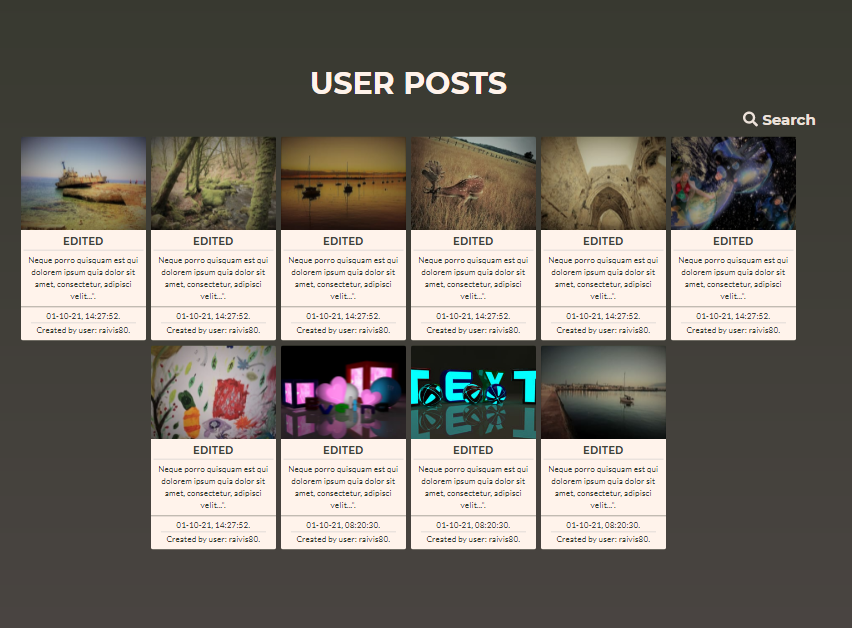 USER POSTS
Search
EDITED
Neque porro quisquam est qui
dolorem ipsum quia dolor sit
amet, consectetur, adipisci
velit...".
01-10-21, 14:27:52.
Created by user: raivis80.
EDITED
Neque porro quisquam est qui
dolorem ipsum quia dolor sit
amet, consectetur, adipisci
velit...".
01-10-21, 14:27:52.
Created by user: raivis80.
EDITED
Neque porro quisquam est qui
dolorem ipsum quia dolor sit
amet, consectetur, adipisci
velit...".
01-10-21, 14:27:52.
Created by user: raivis80.
EDITED
Neque porro quisquam est qui
dolorem ipsum quia dolor sit
amet, consectetur, adipisci
velit...".
01-10-21, 14:27:52.
Created by user: raivis80.
EDITED
Neque porro quisquam est qui
dolorem ipsum quia dolor sit
amet, consectetur, adipisci
velit...".
01-10-21, 14:27:52.
Created by user: raivis80.
EDITED
Neque porro quisquam est qui
dolorem ipsum quia dolor sit
amet, consectetur, adipisci
velit...".
01-10-21, 14:27:52.
Created by user: raivis80.
EDITED
Neque porro quisquam est qui
dolorem ipsum quia dolor sit
amet, consectetur, adipisci
velit...".
01-10-21, 14:27:52.
Created by user: raivis80.
EDITED
Neque porro quisquam est qui
dolorem ipsum quia dolor sit
amet, consectetur, adipisci
velit...".
01-10-21, 08:20:30.
Created by user: raivis80.
TEXT
EDITED
Neque porro quisquam est qui
dolorem ipsum quia dolor sit
amet, consectetur, adipisci
velit...".
01-10-21, 08:20:30.
Created by user: raivis80.
EDITED
Neque porro quisquam est qui
dolorem ipsum quia dolor sit
amet, consectetur, adipisci
velit...".
01-10-21, 08:20:30.
Created by user: raivis80.